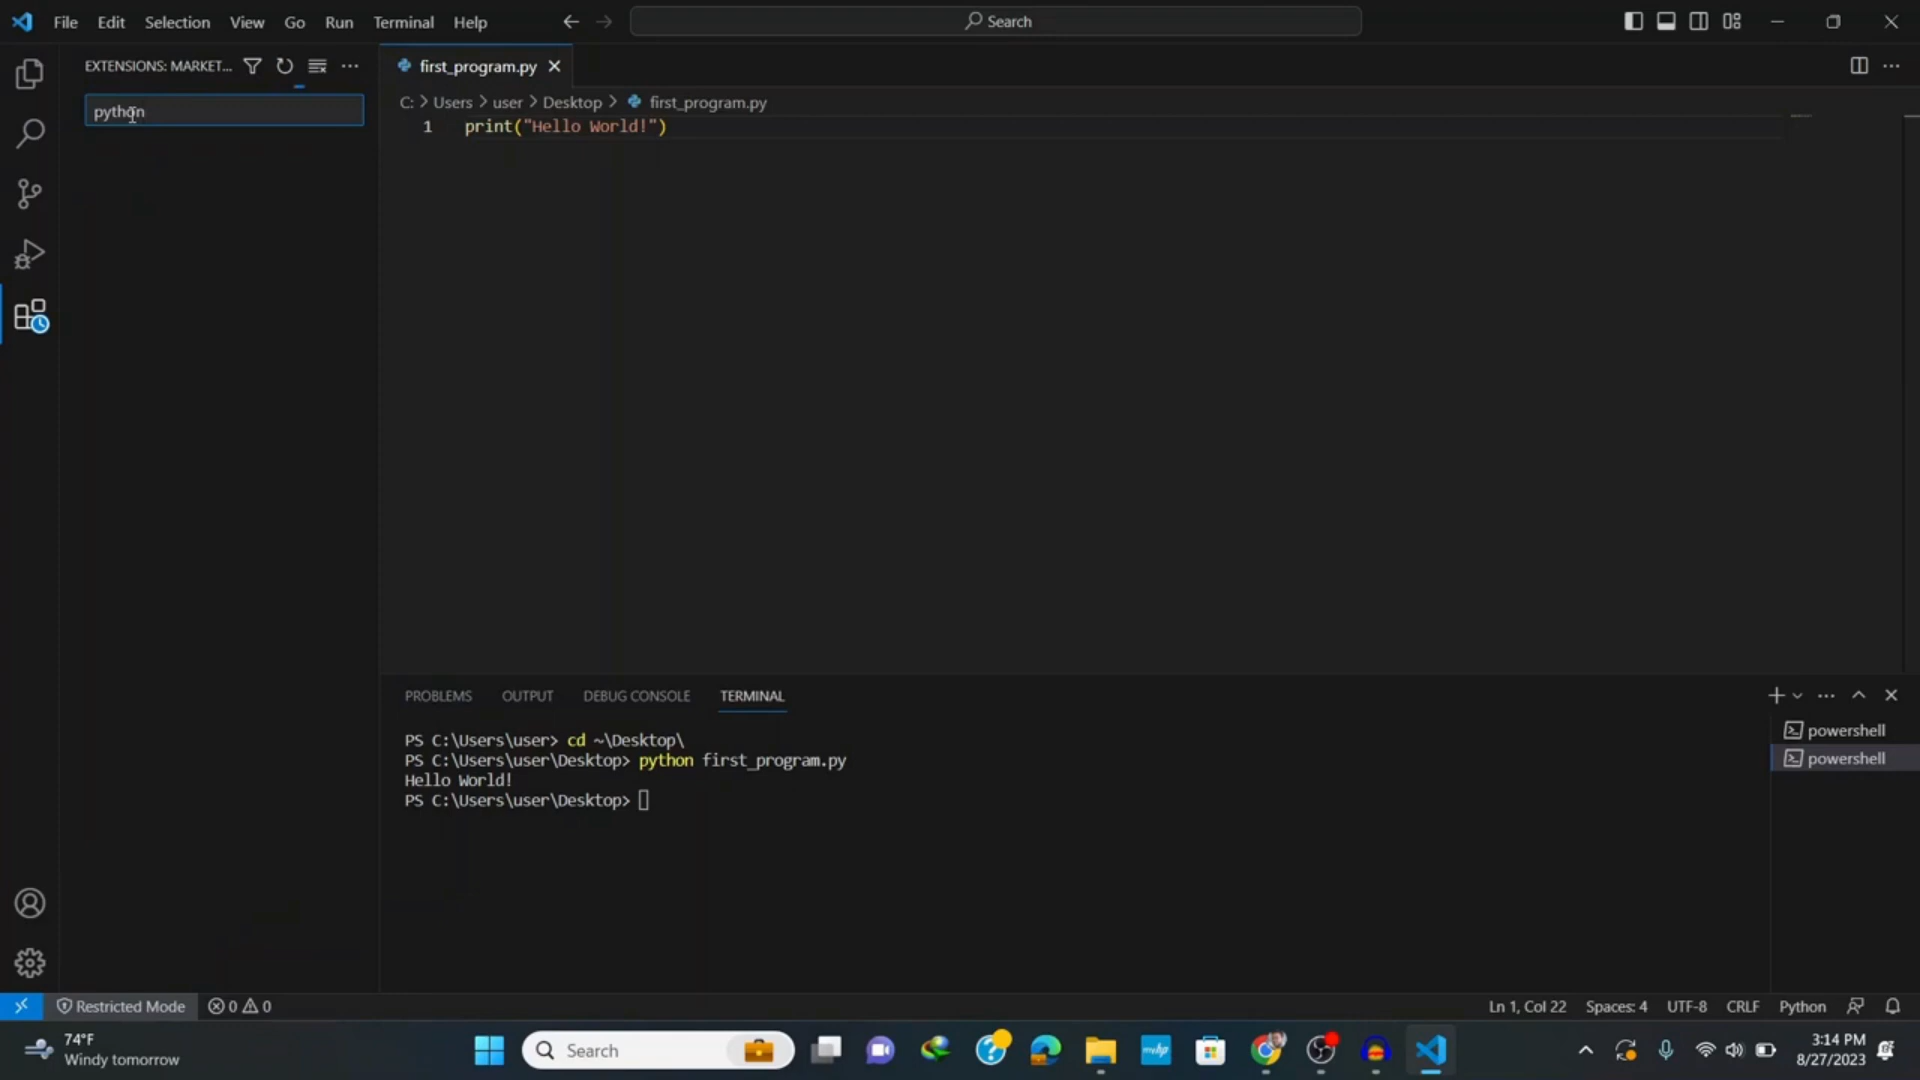 File Edit Selection View Go Run Terminal Help
Search
EXTENSIONS: MARKET...
python
first_program.py
C: > Users > user > Desktop > first_program.py
1 print("Hello World!")
PROBLEMS OUTPUT DEBUG CONSOLE TERMINAL
PS C:\Users\user> cd ~\Desktop\
PS C:\Users\user\Desktop> python first_program.py
Hello World!
PS C:\Users\user\Desktop>
powershell
powershell
Restricted Mode 0 0
Ln 1, Col 22 Spaces: 4 UTF-8 CRLF Python
74°F
Windy tomorrow
Search
myhp
3:14 PM
8/27/2023